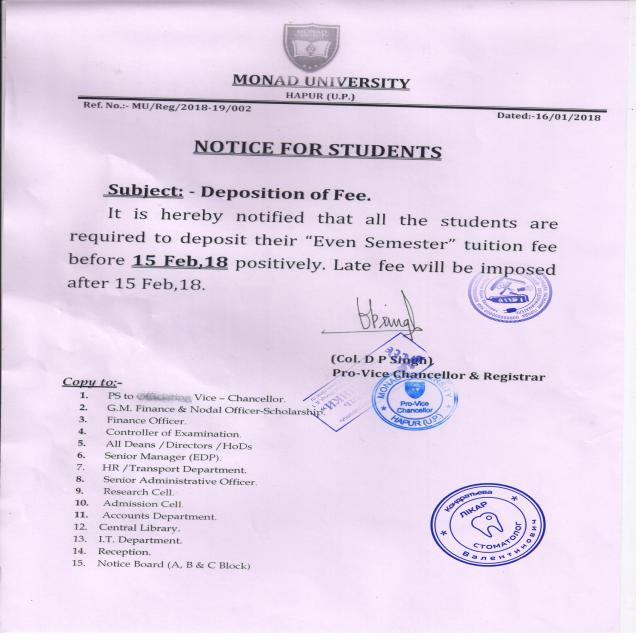 MONAD
MONAD UNIVERSITY
HAPUR (U.P.)
Ref. No.:- MU/Reg/2018-19/002
Dated:-16/01/2018
NOTICE FOR STUDENTS
Subject: - Deposition of Fee.
It is hereby notified that all the students are
required to deposit their “Even Semester” tuition fee
before 15 Feb,18 positively. Late fee will be imposed
after 15 Feb,18.
(Col. D P Singh)
Pro-Vice Chancellor & Registrar
MONAD UNIVERSITY
Pro-Vice
Chancellor
HAPUR (U.P.)
Copy to:-
1. PS to Vice – Chancellor.
2. G.M. Finance & Nodal Officer-Scholarship
3. Finance Officer.
4. Controller of Examination.
5. All Deans /Directors /HoDs
6. Senior Manager (EDP).
7. HR /Transport Department.
8. Senior Administrative Officer.
9. Research Cell.
10. Admission Cell.
11. Accounts Department.
12. Central Library.
13. I.T. Department.
14. Reception.
15. Notice Board (A, B & C Block)
Кондратьева
ЛІКАР
СТОМАТОЛОГ
Валентинович